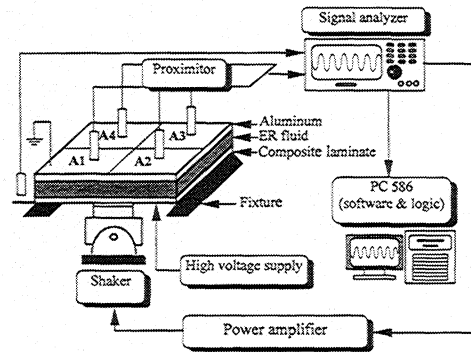 Signal analyzer
Proximitor
A4
A3
A1
A2
Aluminum
ER fluid
Composite laminate
Fixture
PC 586
(software & logic)
High voltage supply
Shaker
Power amplifier